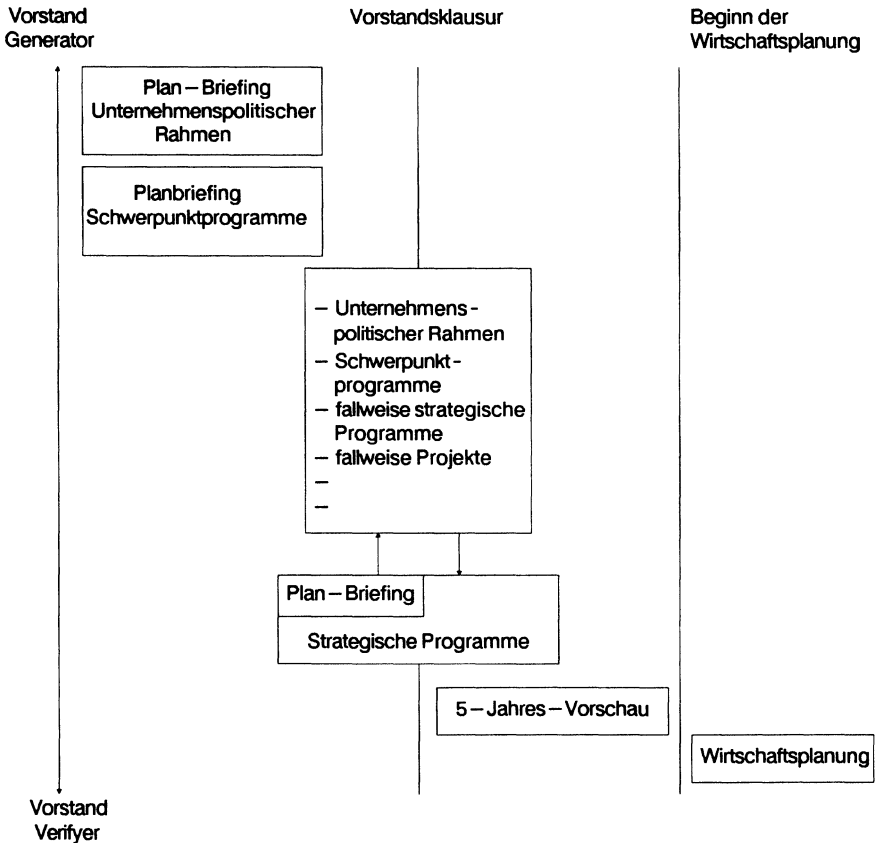 Vorstand
Generator
Vorstandsklausur
Beginn der
Wirtschaftsplanung
Plan – Briefing
Unternehmenspolitischer
Rahmen
Planbriefing
Schwerpunktprogramme
– Unternehmens -
politischer Rahmen
– Schwerpunkt -
programme
– fallweise strategische
Programme
– fallweise Projekte
–
–
Plan – Briefing
Strategische Programme
5 – Jahres – Vorschau
Wirtschaftsplanung
Vorstand
Verifyer